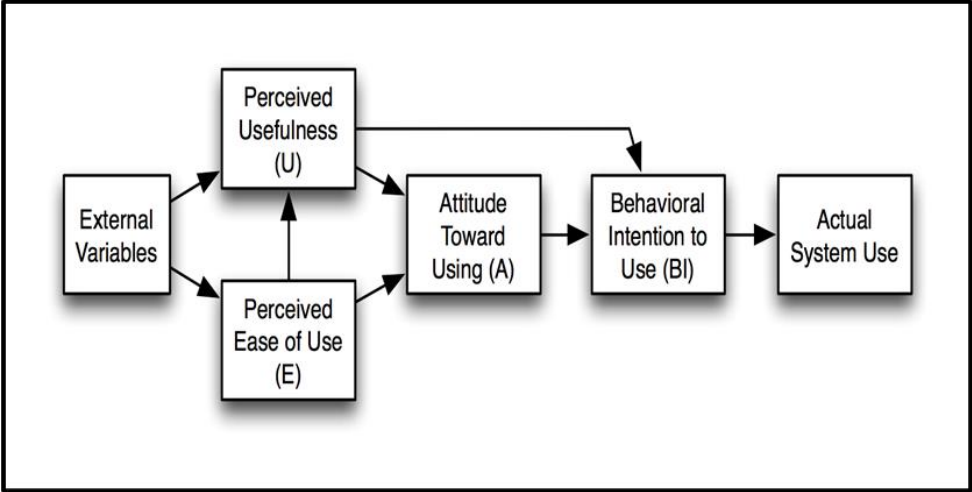 External
Variables
Perceived
Usefulness
(U)
Perceived
Ease of Use
(E)
Attitude
Toward
Using (A)
Behavioral
Intention to
Use (BI)
Actual
System Use